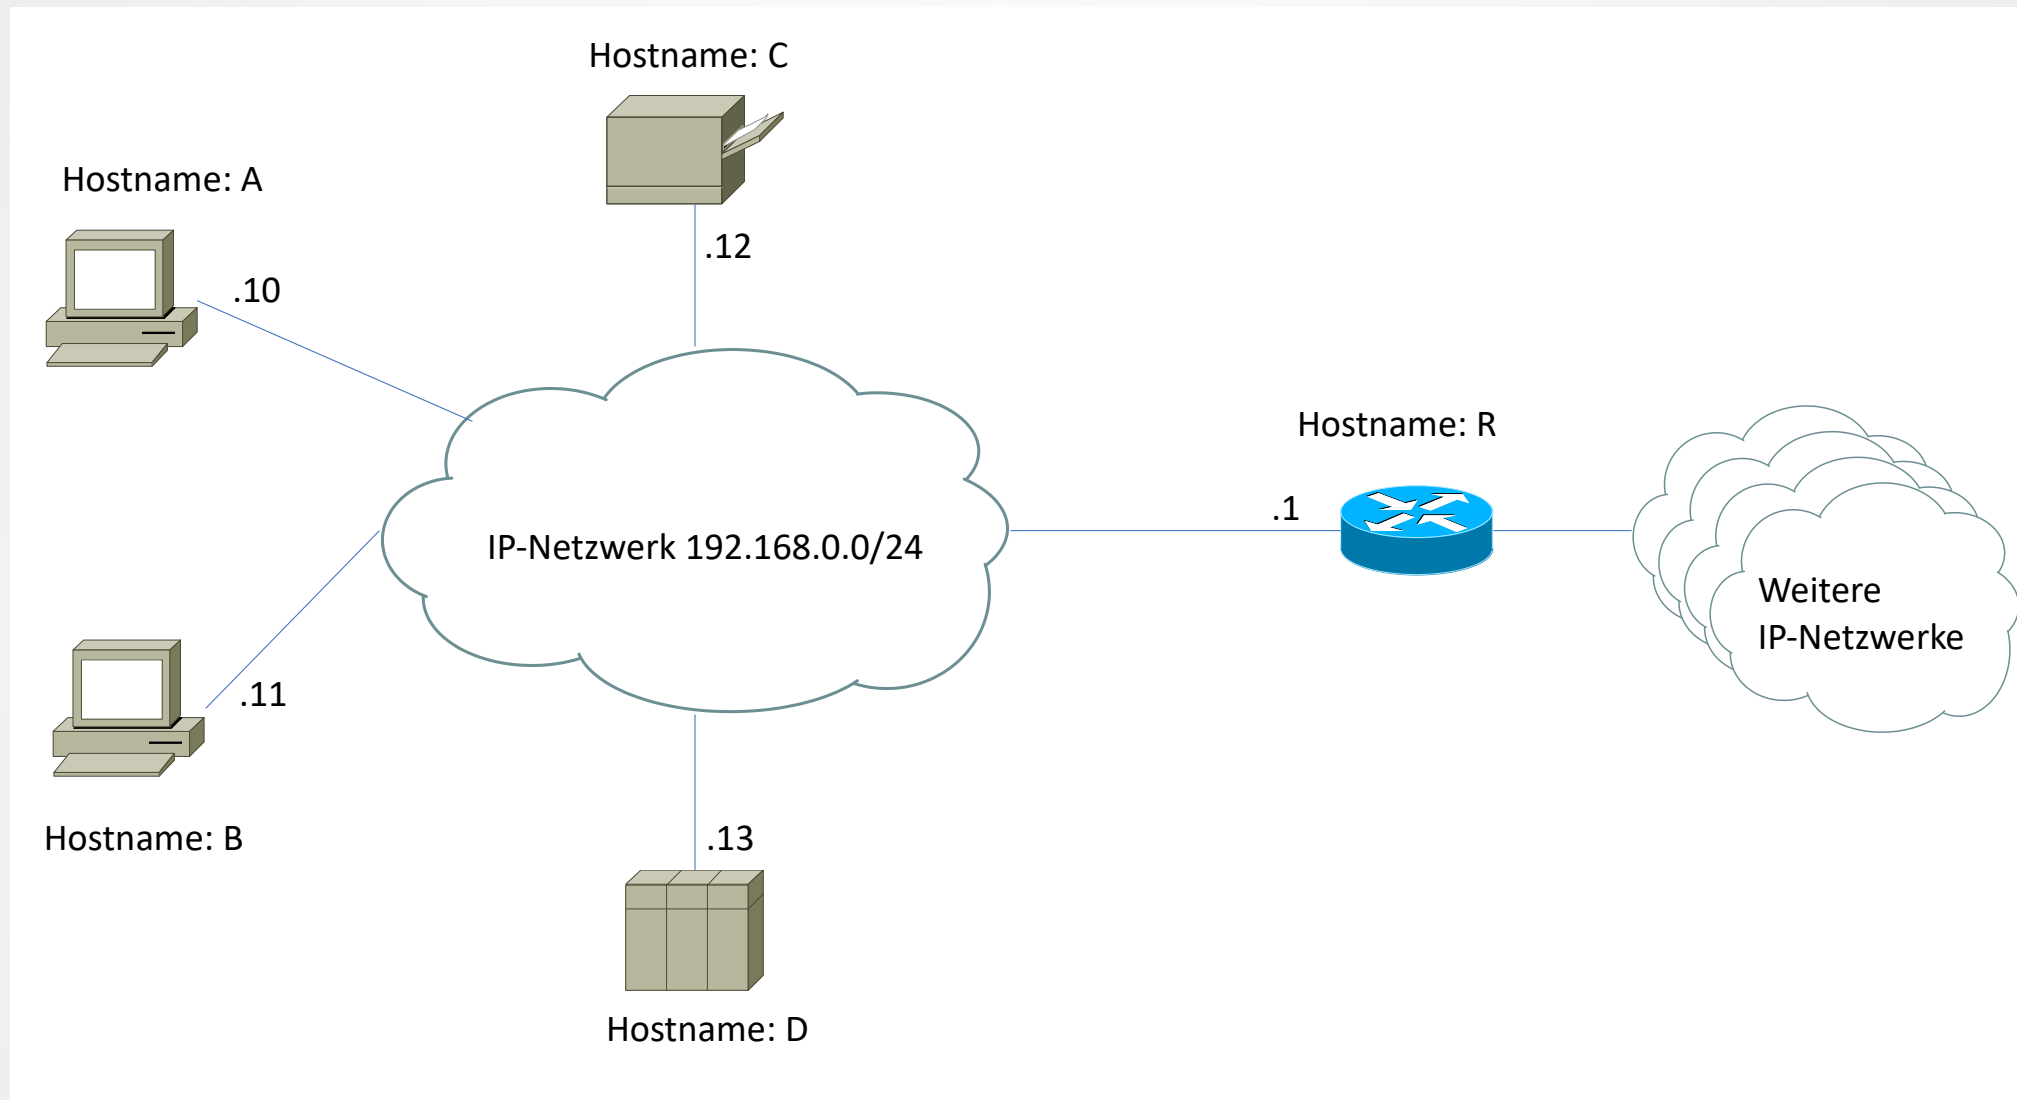 Hostname: C
Hostname: A
.12
.10
Hostname: R
.1
IP-Netzwerk 192.168.0.0/24
Weitere
IP-Netzwerke
.11
Hostname: B
.13
Hostname: D